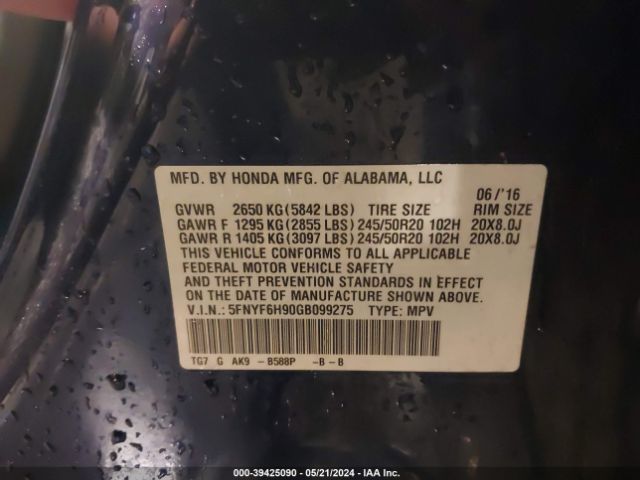 MFD. BY HONDA MFG. OF ALABAMA, LLC
06/'16
GVWR 2650 KG (5842 LBS) TIRE SIZE RIM SIZE
GAWR F 1295 KG (2855 LBS) 245/50R20 102H 20X8.0J
GAWR R 1405 KG (3097 LBS) 245/50R20 102H 20X8.0J
THIS VEHICLE CONFORMS TO ALL APPLICABLE
FEDERAL MOTOR VEHICLE SAFETY
AND THEFT PREVENTION STANDARDS IN EFFECT
ON THE DATE OF MANUFACTURE SHOWN ABOVE.
V.I.N.: 5FNYF6H90GB099275 TYPE: MPV
TG7 G AK9 - B588P -B-B
000-39425090 - 05/21/2024 - IAA Inc.